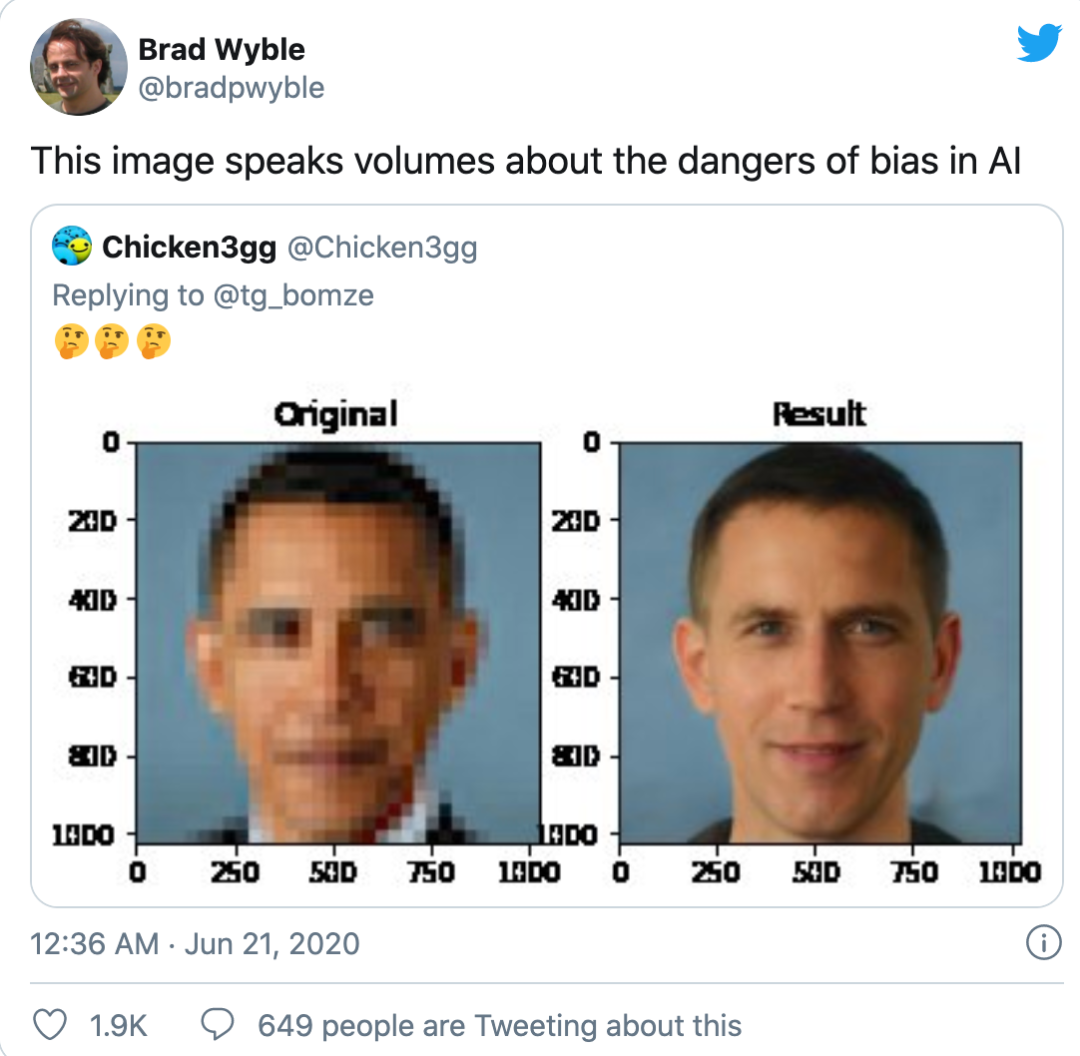 Brad Wyble
@bradpwyble
This image speaks volumes about the dangers of bias in AI
Chicken3gg @Chicken3gg
Replying to @tg_bomze
🤔🤔🤔
Original
Result
0
200
400
600
800
1000
0 250 500 750 1000
0
200
400
600
800
1000
0 250 500 750 1000
12:36 AM · Jun 21, 2020
1.9K 649 people are Tweeting about this